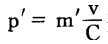 p′ = m′ v/C